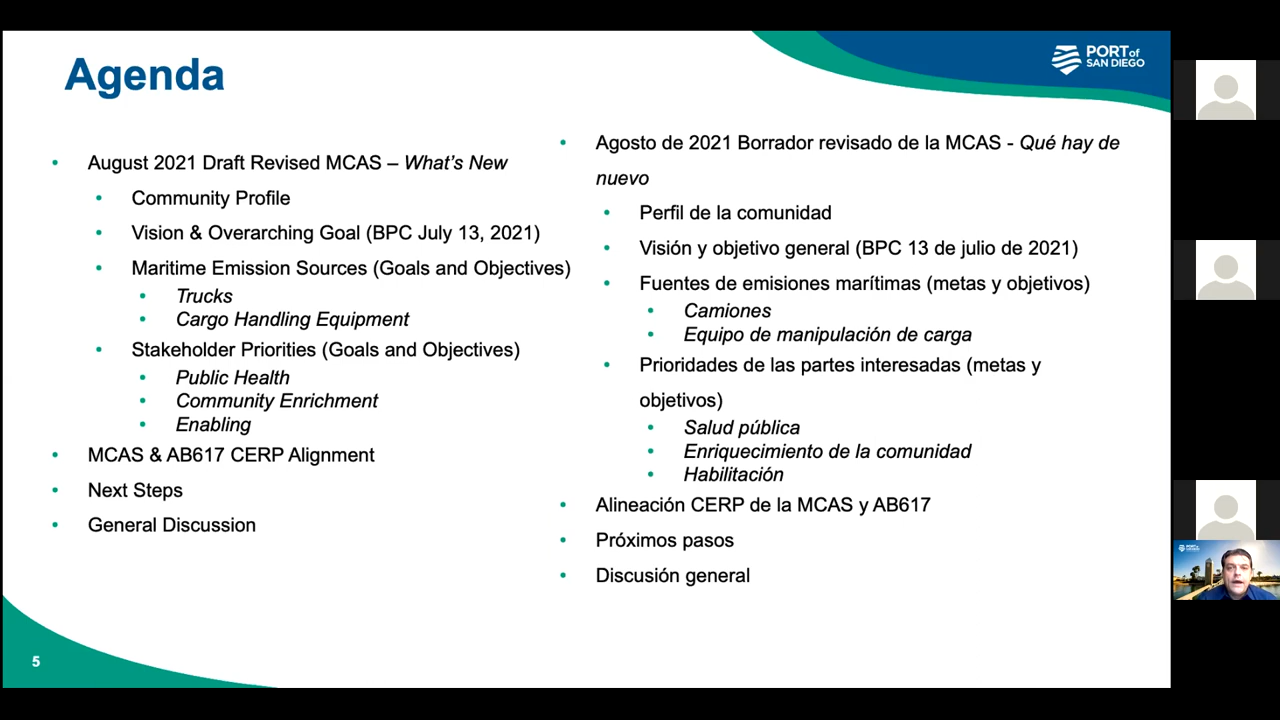 Agenda
PORT of
SAN DIEGO
August 2021 Draft Revised MCAS – What's New
Community Profile
Vision & Overarching Goal (BPC July 13, 2021)
Maritime Emission Sources (Goals and Objectives)
Trucks
Cargo Handling Equipment
Stakeholder Priorities (Goals and Objectives)
Public Health
Community Enrichment
Enabling
MCAS & AB617 CERP Alignment
Next Steps
General Discussion
Agosto de 2021 Borrador revisado de la MCAS - Qué hay de
nuevo
Perfil de la comunidad
Visión y objetivo general (BPC 13 de julio de 2021)
Fuentes de emisiones marítimas (metas y objetivos)
Camiones
Equipo de manipulación de carga
Prioridades de las partes interesadas (metas y
objetivos)
Salud pública
Enriquecimiento de la comunidad
Habilitación
Alineación CERP de la MCAS y AB617
Próximos pasos
Discusión general
5